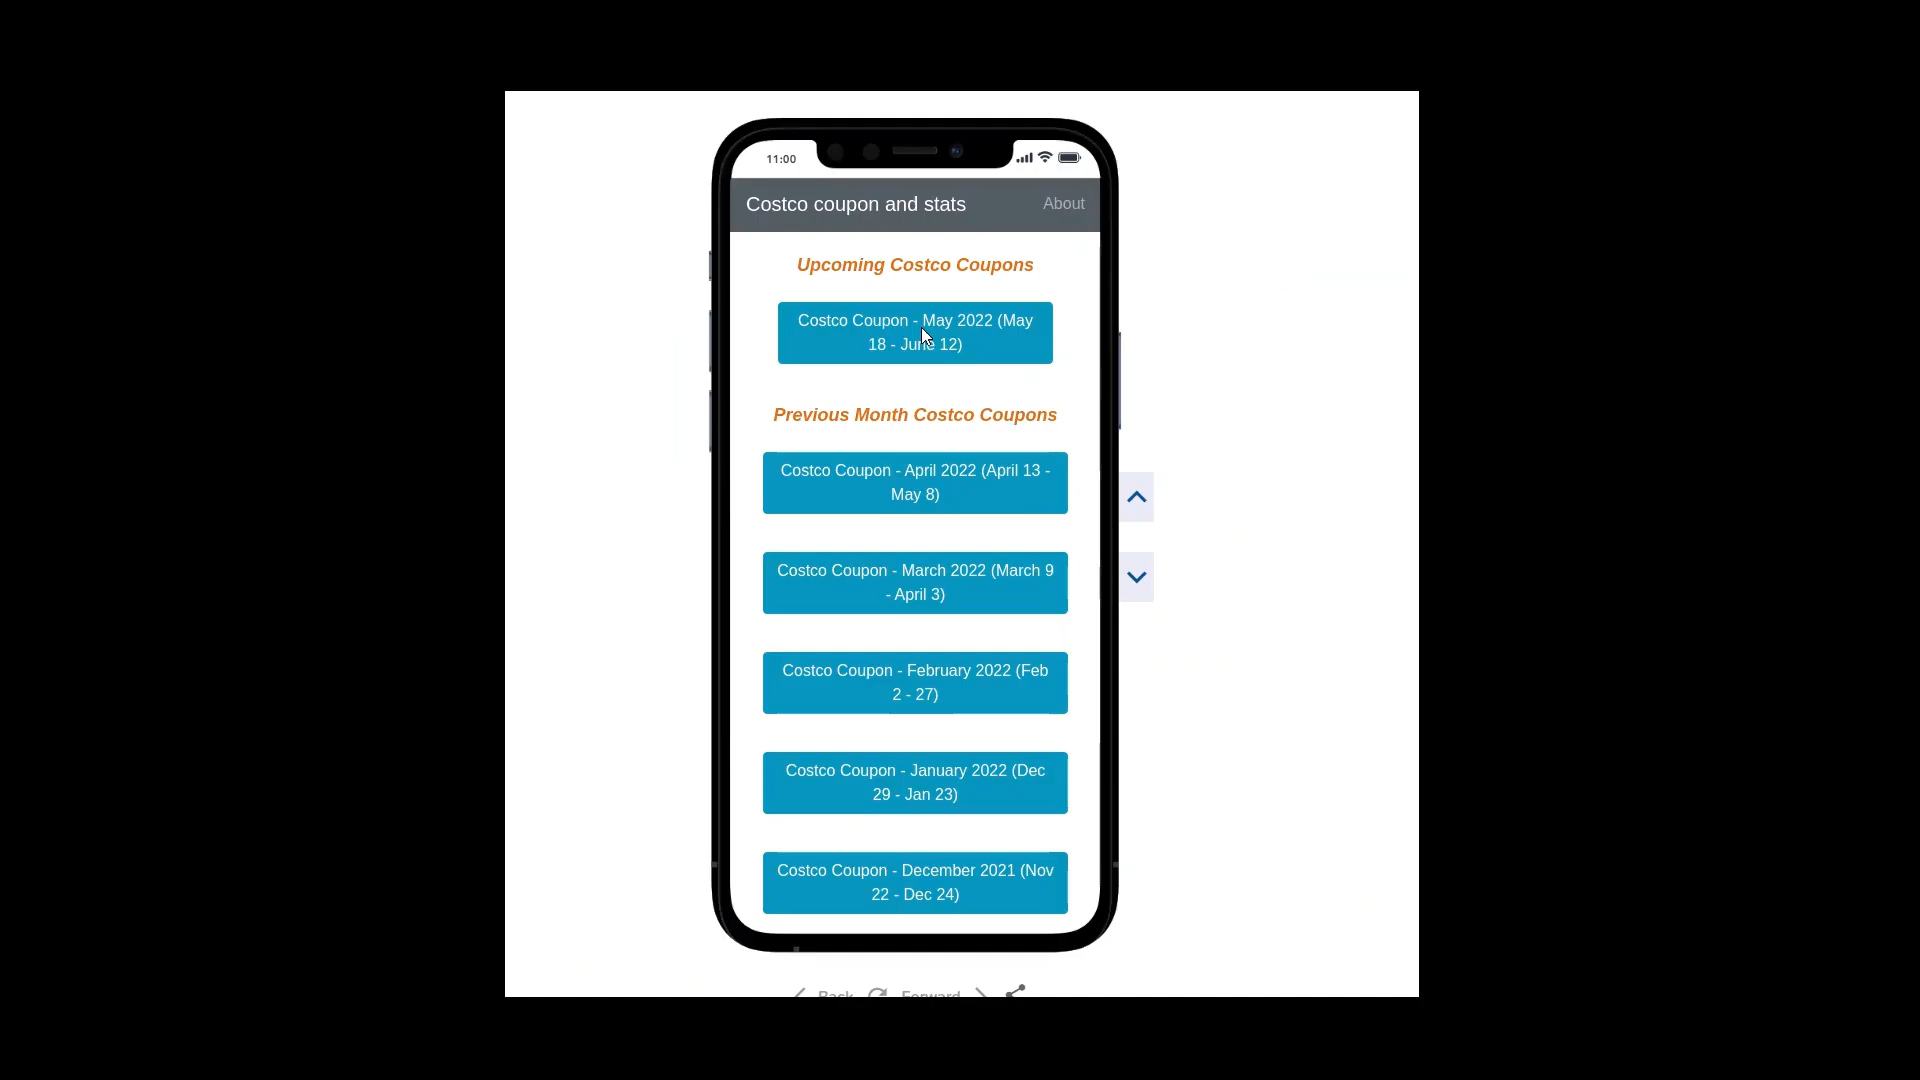 11:00
Costco coupon and stats
About
Upcoming Costco Coupons
Costco Coupon - May 2022 (May
18 - June 12)
Previous Month Costco Coupons
Costco Coupon - April 2022 (April 13 -
May 8)
Costco Coupon - March 2022 (March 9
- April 3)
Costco Coupon - February 2022 (Feb
2 - 27)
Costco Coupon - January 2022 (Dec
29 - Jan 23)
Costco Coupon - December 2021 (Nov
22 - Dec 24)
Back Forward